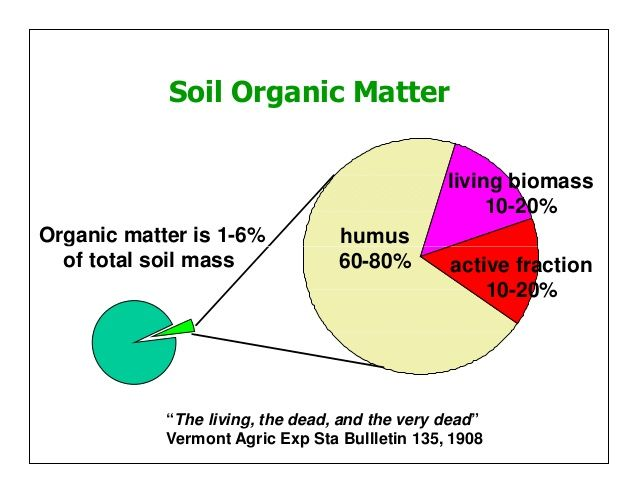 Soil Organic Matter
living biomass
10-20%
Organic matter is 1-6%
of total soil mass
humus
60-80%
active fraction
10-20%
“The living, the dead, and the very dead”
Vermont Agric Exp Sta Bullletin 135, 1908